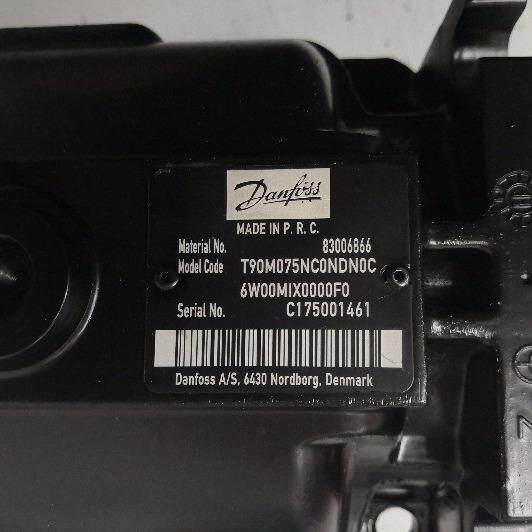 Danfoss
MADE IN P. R. C.
Material No. 83006866
Model Code T90M075NC0NDN0C
6W00MIX0000F0
Serial No. C175001461
Danfoss A/S, 6430 Nordborg, Denmark